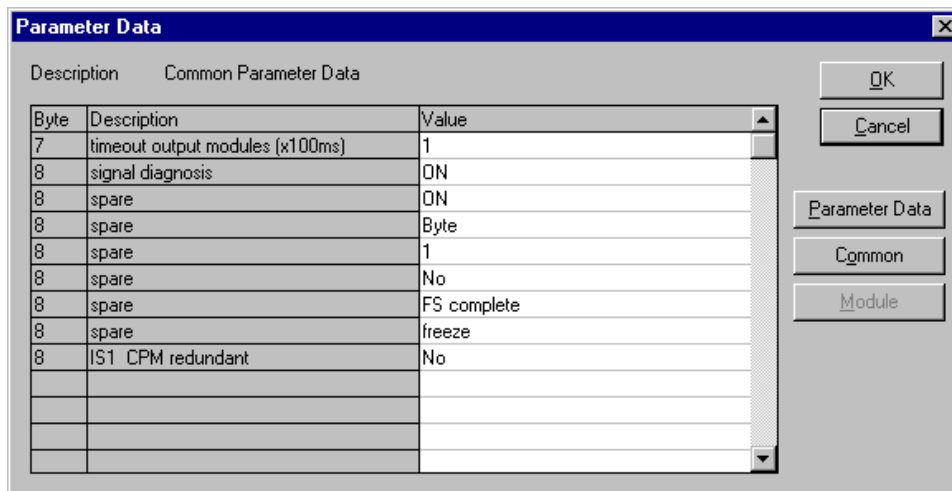 Parameter Data
Description Common Parameter Data
OK
Cancel
Byte Description Value
7 timeout output modules (x100ms) 1
8 signal diagnosis ON
8 spare ON
8 spare Byte
8 spare 1
8 spare No
8 spare FS complete
8 spare freeze
8 IS1 CPM redundant No
Parameter Data
Common
Module